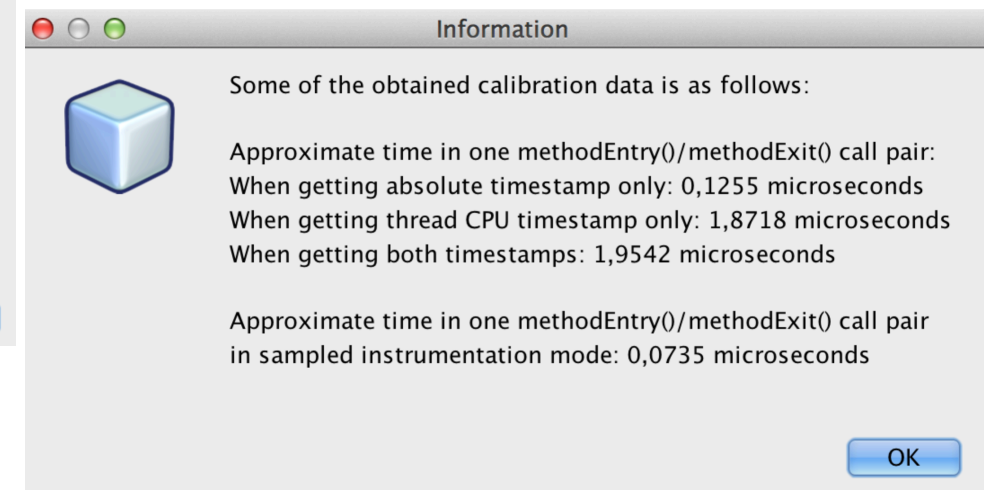 Information
Some of the obtained calibration data is as follows:
Approximate time in one methodEntry()/methodExit() call pair:
When getting absolute timestamp only: 0,1255 microseconds
When getting thread CPU timestamp only: 1,8718 microseconds
When getting both timestamps: 1,9542 microseconds
Approximate time in one methodEntry()/methodExit() call pair
in sampled instrumentation mode: 0,0735 microseconds
OK